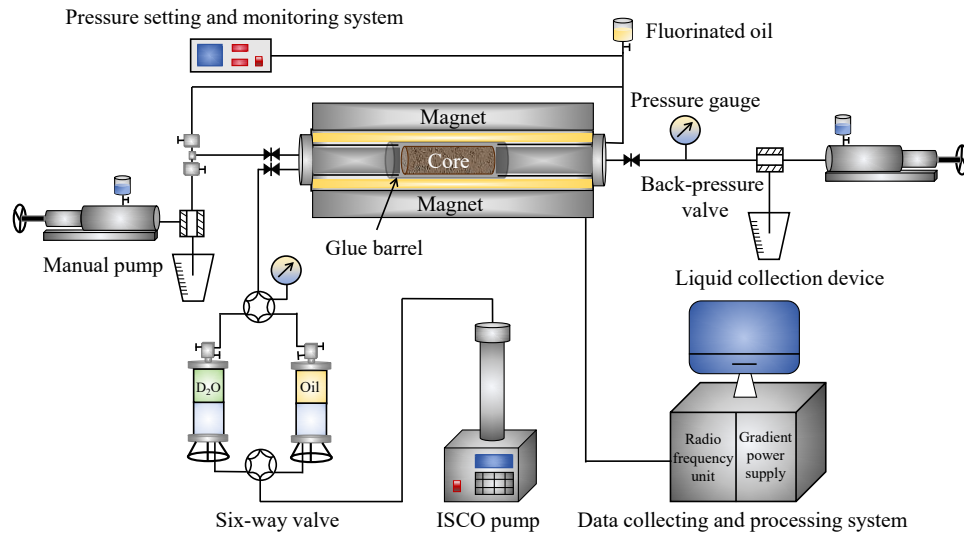 Pressure setting and monitoring system
Fluorinated oil
Magnet
Pressure gauge
Core
Back-pressure
valve
Magnet
Glue barrel
Manual pump
Liquid collection device
D₂O
Oil
Radio
frequency
unit
Gradient
power
supply
Six-way valve
ISCO pump
Data collecting and processing system